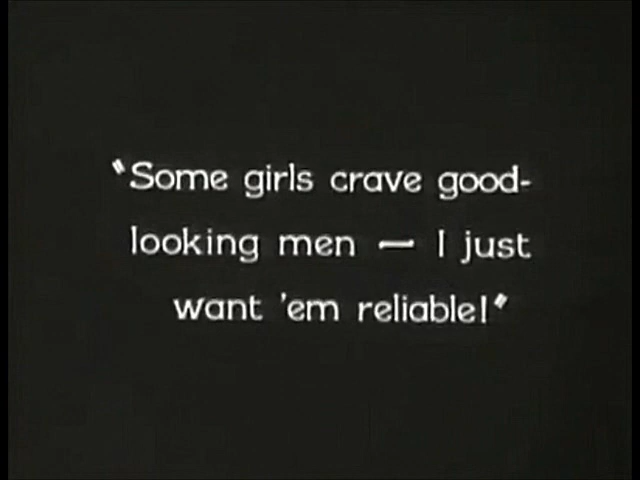 "Some girls crave good-
looking men — I just
want 'em reliable!"